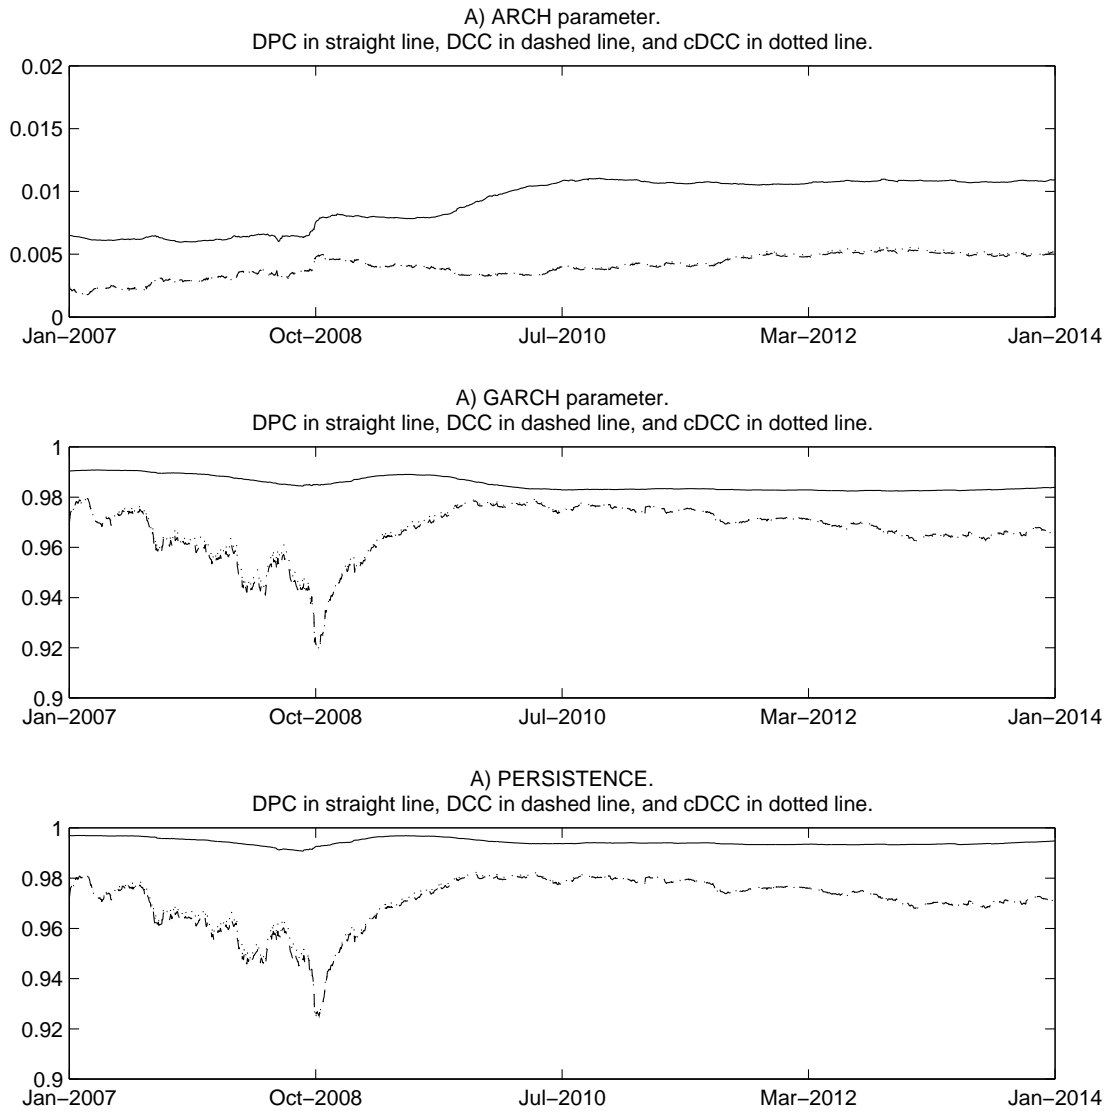 A) ARCH parameter.
DPC in straight line, DCC in dashed line, and cDCC in dotted line.
0.02
0.015
0.01
0.005
0
Jan−2007 Oct−2008 Jul−2010 Mar−2012 Jan−2014
A) GARCH parameter.
DPC in straight line, DCC in dashed line, and cDCC in dotted line.
1
0.98
0.96
0.94
0.92
0.9
Jan−2007 Oct−2008 Jul−2010 Mar−2012 Jan−2014
A) PERSISTENCE.
DPC in straight line, DCC in dashed line, and cDCC in dotted line.
1
0.98
0.96
0.94
0.92
0.9
Jan−2007 Oct−2008 Jul−2010 Mar−2012 Jan−2014